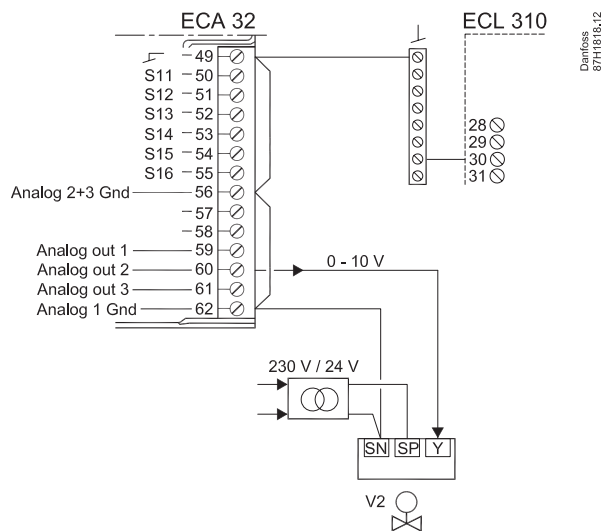 ECA 32
ECL 310
Danfoss
87H1818.12
49
S11 - 50
S12 - 51
S13 - 52
S14 - 53
S15 - 54
S16 - 55
Analog 2+3 Gnd 56
57
58
Analog out 1 59
Analog out 2 60
Analog out 3 61
Analog 1 Gnd 62
28
29
30
31
0 - 10 V
230 V / 24 V
SN SP Y
V2